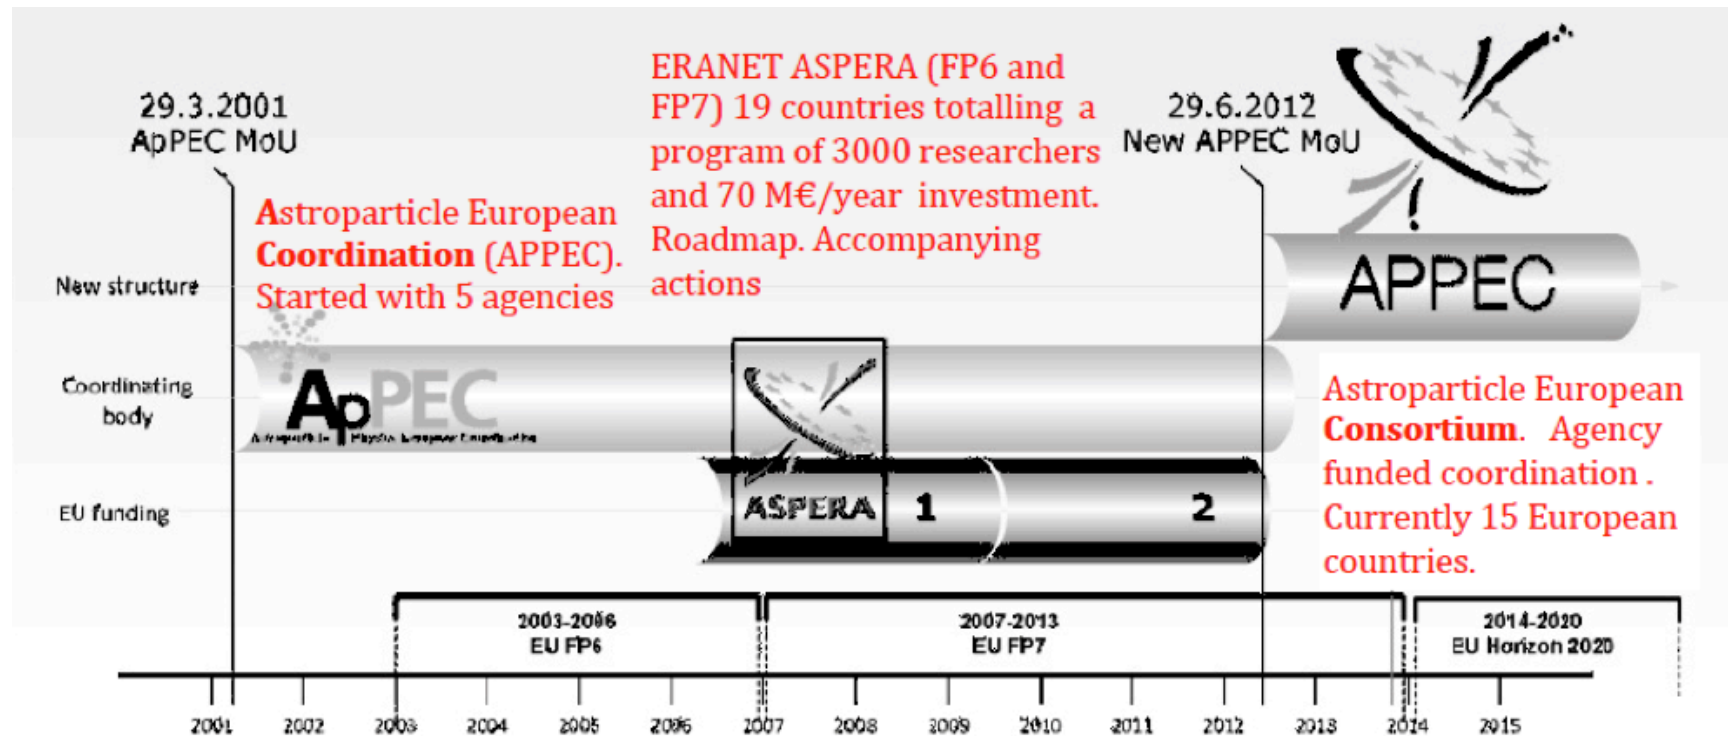 29.3.2001
ApPEC MoU
Astroparticle European
Coordination (APPEC).
Started with 5 agencies
ERANET ASPERA (FP6 and
FP7) 19 countries totalling a
program of 3000 researchers
and 70 M€/year investment.
Roadmap. Accompanying
actions
29.6.2012
New APPEC MoU
New structure
APPEC
Coordinating
body
ApPEC
Astroparticle European
Consortium. Agency
funded coordination .
Currently 15 European
countries.
EU funding
ASPERA
1
2
2003-2006
EU FP6
2007-2013
EU FP7
2014-2020
EU Horizon 2020
2001 2002 2003 2004 2005 2006 2007 2008 2009 2010 2011 2012 2013 2014 2015